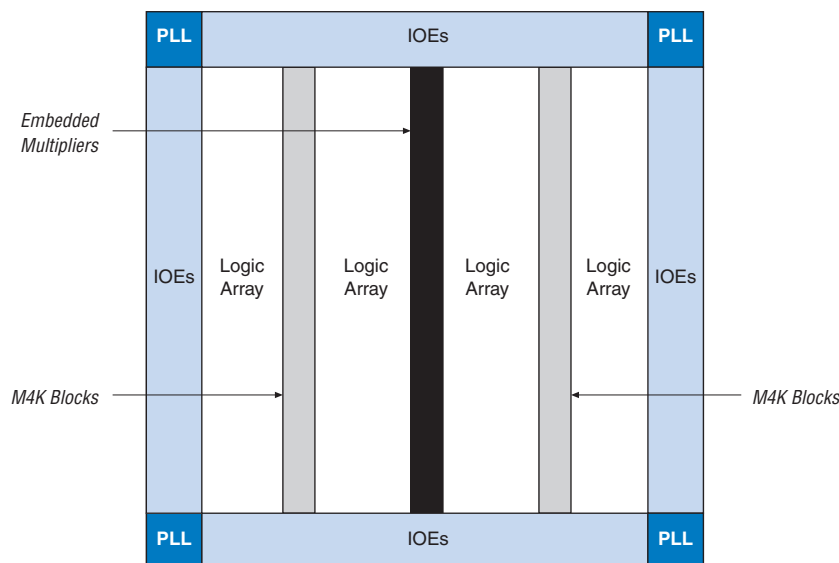 PLL
IOEs
PLL
Embedded
Multipliers
IOEs
Logic
Array
Logic
Array
Logic
Array
Logic
Array
IOEs
M4K Blocks
M4K Blocks
PLL
IOEs
PLL